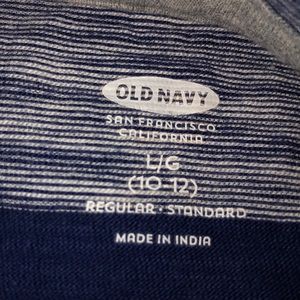 OLD NAVY
SAN FRANCISCO
CALIFORNIA
L/G
(10-12)
REGULAR · STANDARD
MADE IN INDIA